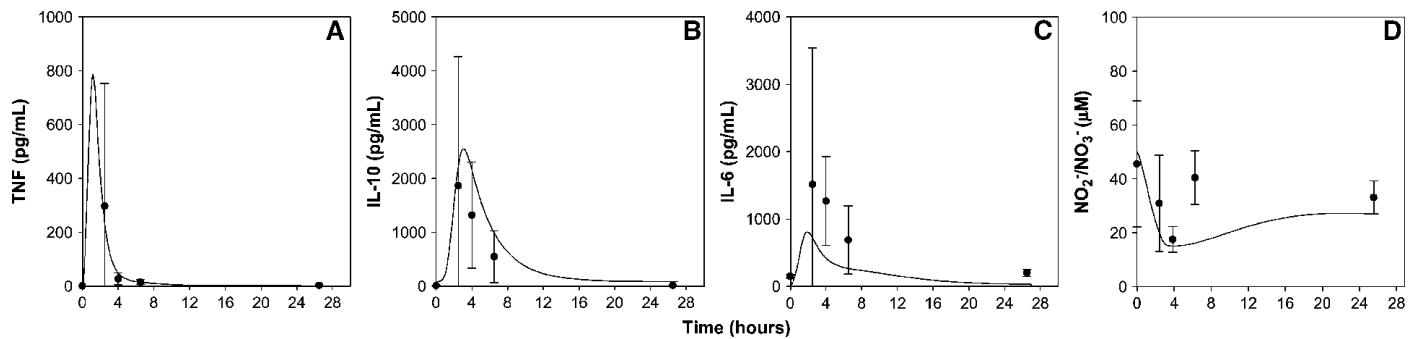 A
TNF (pg/mL)
1000
800
600
400
200
0
0 4 8 12 16 20 24 28
B
IL-10 (pg/mL)
5000
4000
3000
2000
1000
0
0 4 8 12 16 20 24 28
C
IL-6 (pg/mL)
4000
3000
2000
1000
0
0 4 8 12 16 20 24 28
D
NO₂⁻/NO₃⁻ (µM)
100
80
60
40
20
0
0 4 8 12 16 20 24 28
Time (hours)